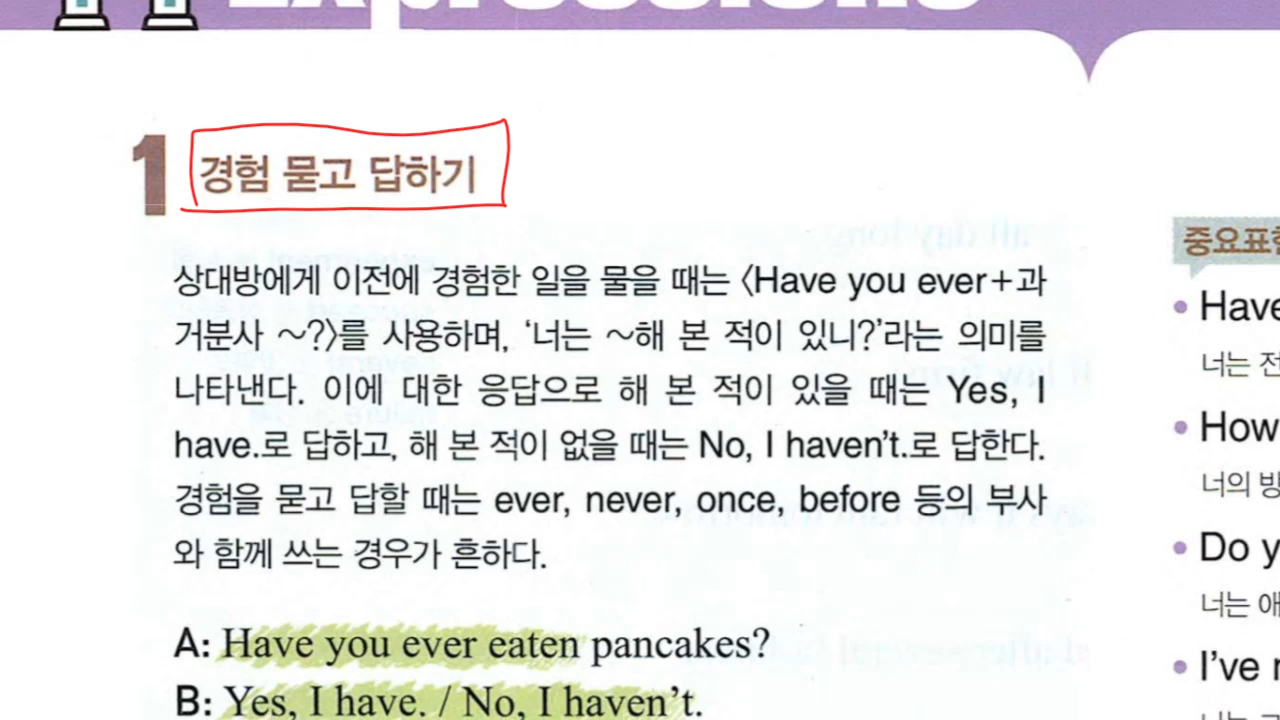 Expressions
1 경험 묻고 답하기
상대방에게 이전에 경험한 일을 물을 때는 〈Have you ever+과
거분사 ~?〉를 사용하며, ‘너는 ~해 본 적이 있니?’라는 의미를
나타낸다. 이에 대한 응답으로 해 본 적이 있을 때는 Yes, I
have.로 답하고, 해 본 적이 없을 때는 No, I haven’t.로 답한다.
경험을 묻고 답할 때는 ever, never, once, before 등의 부사
와 함께 쓰는 경우가 흔하다.
A: Have you ever eaten pancakes?
B: Yes, I have. / No, I haven’t.
중요표현
• Have
너는 전
• How
너의 방
• Do y
너는 애
• I’ve